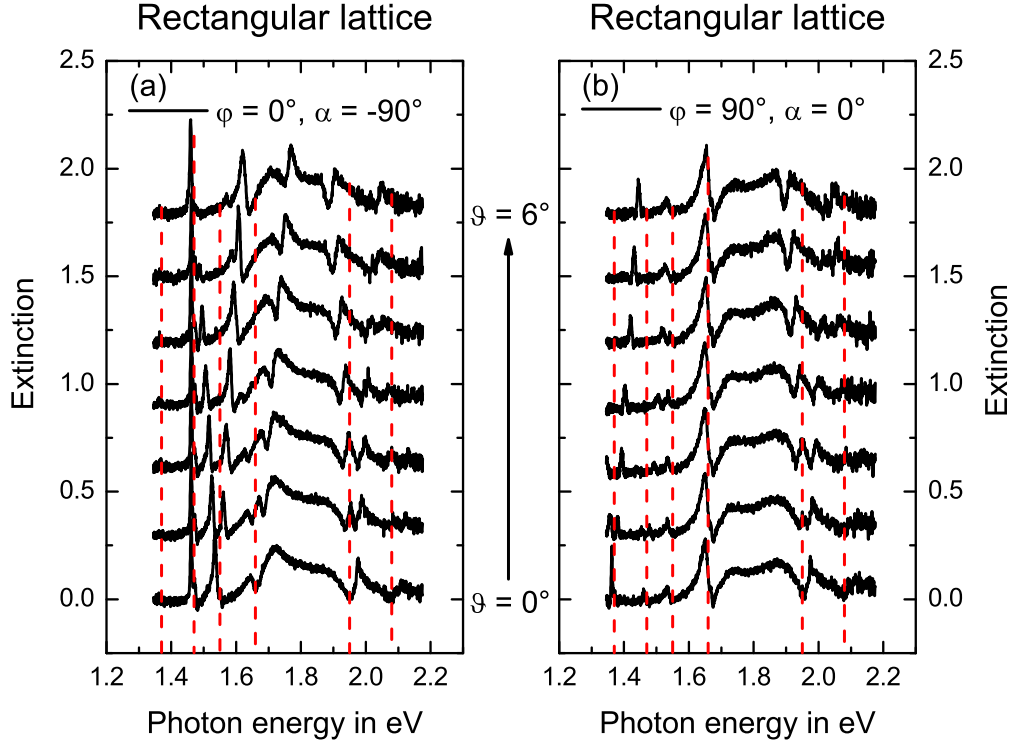 Rectangular lattice
Rectangular lattice
2.5
2.0
1.5
1.0
0.5
0.0
(a)
φ = 0°, α = -90°
Extinction
1.2 1.4 1.6 1.8 2.0 2.2
Photon energy in eV
ϑ = 6°
ϑ = 0°
(b)
φ = 90°, α = 0°
2.5
2.0
1.5
1.0
0.5
0.0
Extinction
1.2 1.4 1.6 1.8 2.0 2.2
Photon energy in eV